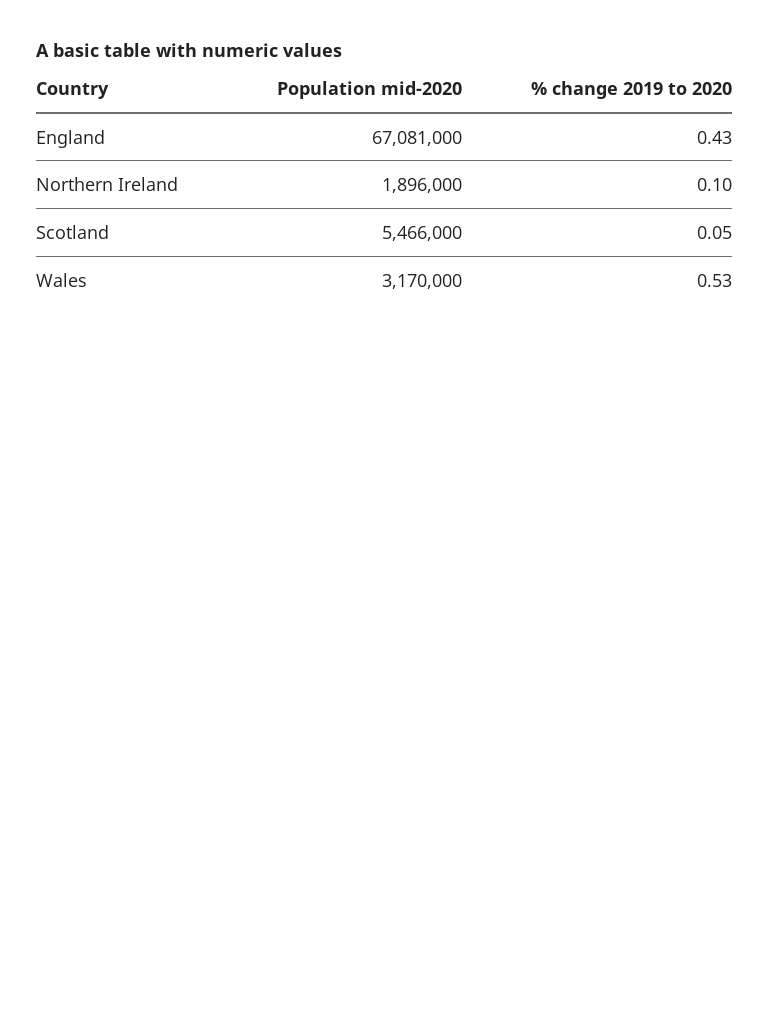 A basic table with numeric values
Country Population mid-2020 % change 2019 to 2020
England 67,081,000 0.43
Northern Ireland 1,896,000 0.10
Scotland 5,466,000 0.05
Wales 3,170,000 0.53